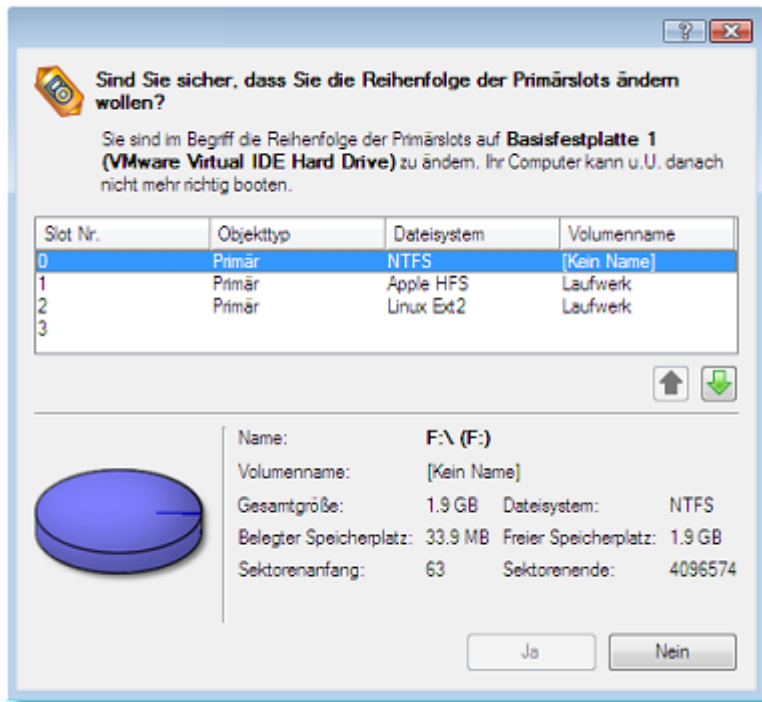 Sind Sie sicher, dass Sie die Reihenfolge der Primärslots ändern
wollen?
Sie sind im Begriff die Reihenfolge der Primärslots auf Basisfestplatte 1
(VMware Virtual IDE Hard Drive) zu ändern. Ihr Computer kann u.U. danach
nicht mehr richtig booten.
Slot Nr. Objekttyp Dateisystem Volumenname
0 Primär NTFS [Kein Name]
1 Primär Apple HFS Laufwerk
2 Primär Linux Ext2 Laufwerk
3
Name: F:\ (F:)
Volumenname: [Kein Name]
Gesamtgröße: 1.9 GB Dateisystem: NTFS
Belegter Speicherplatz: 33.9 MB Freier Speicherplatz: 1.9 GB
Sektorenanfang: 63 Sektorenende: 4096574
Ja Nein